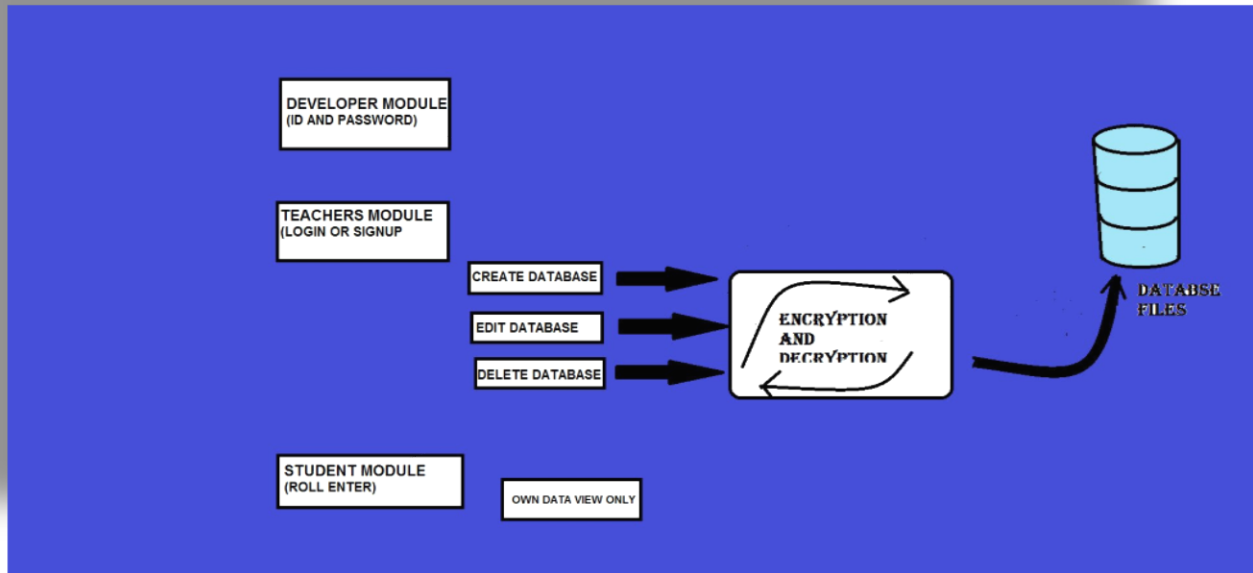 DEVELOPER MODULE
(ID AND PASSWORD)
TEACHERS MODULE
(LOGIN OR SIGNUP
CREATE DATABASE
EDIT DATABASE
DELETE DATABASE
ENCRYPTION
AND
DECRYPTION
DATABSE
FILES
STUDENT MODULE
(ROLL ENTER)
OWN DATA VIEW ONLY